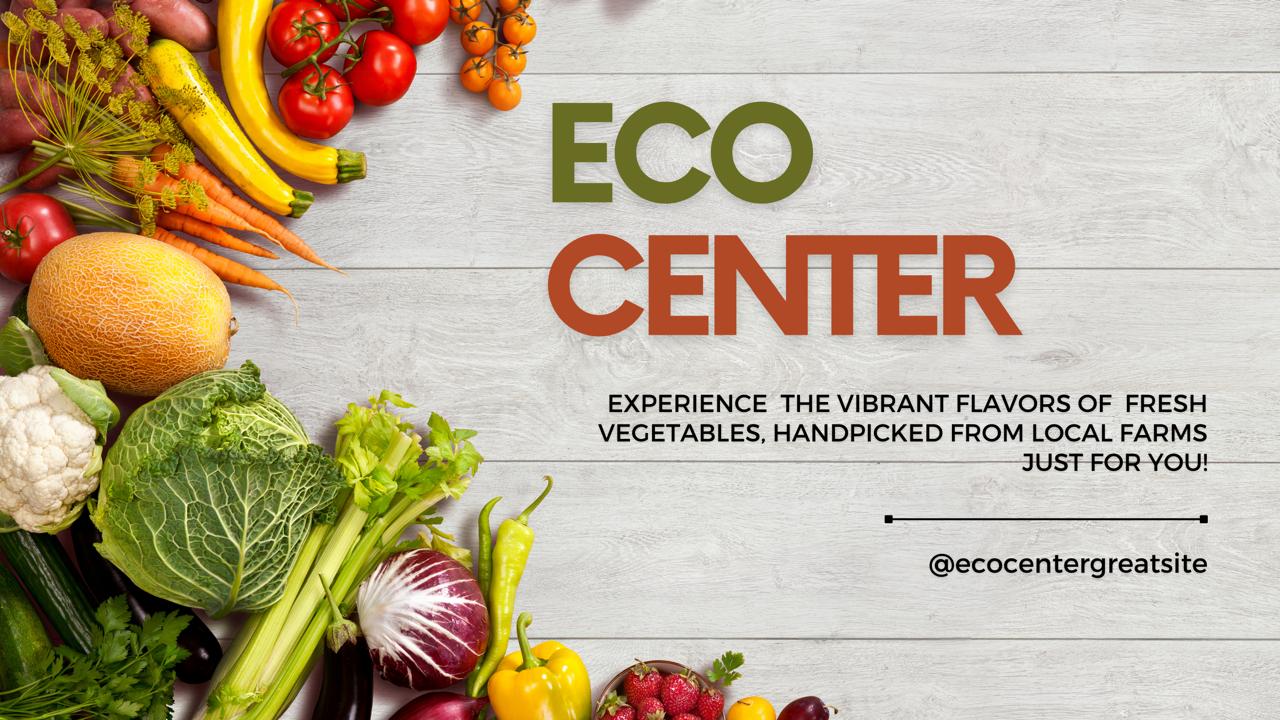 ECO
CENTER
EXPERIENCE THE VIBRANT FLAVORS OF FRESH
VEGETABLES, HANDPICKED FROM LOCAL FARMS
JUST FOR YOU!
@ecocentergreatsite